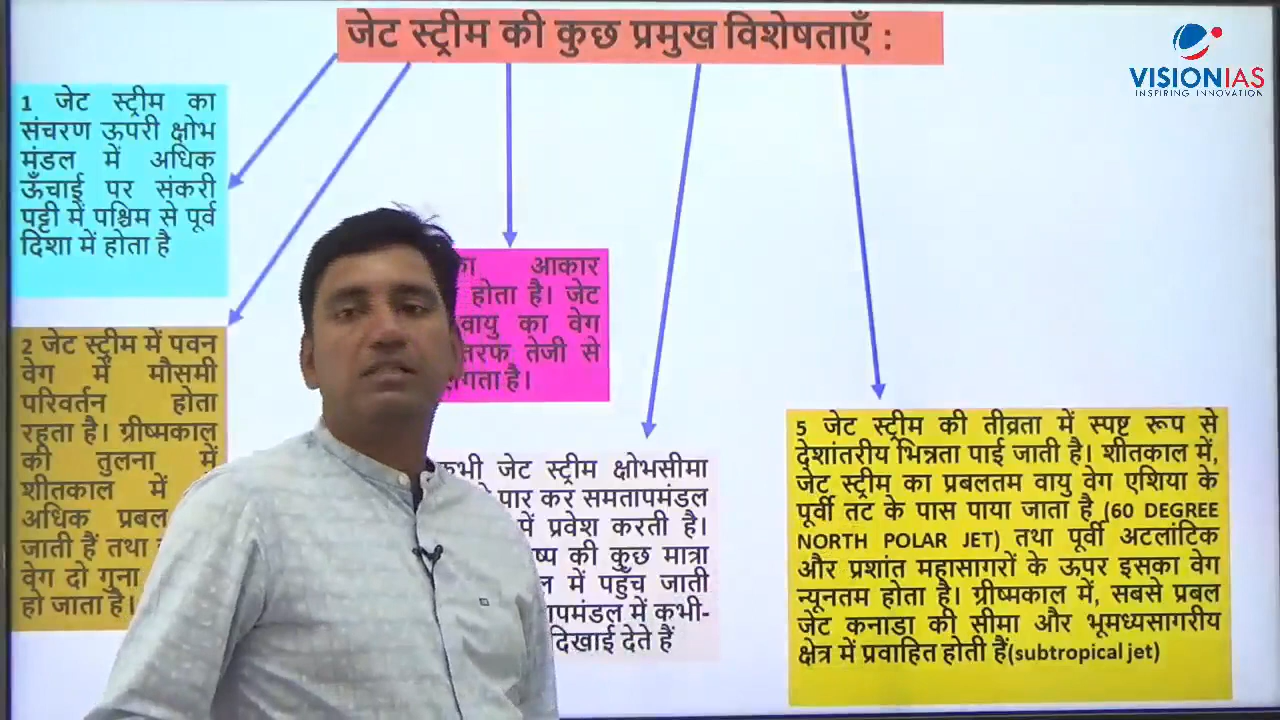 जेट स्ट्रीम की कुछ प्रमुख विशेषताएँ :
VISIONIAS
INSPIRING INNOVATION
1 जेट स्ट्रीम का
संचरण ऊपरी क्षोभ
मंडल में अधिक
ऊँचाई पर संकरी
पट्टी में पश्चिम से पूर्व
दिशा में होता है
2 जेट स्ट्रीम में पवन
वेग में मौसमी
परिवर्तन होता
रहता है। ग्रीष्मकाल
की तुलना में
शीतकाल में
अधिक प्रबल
जाती हैं तथा
वेग दो गुना
हो जाता है।
आकार
होता है। जेट
वायु का वेग
तरफ तेजी से
लगता है।
कभी जेट स्ट्रीम क्षोभसीमा
पार कर समतापमंडल
में प्रवेश करती है।
की कुछ मात्रा
में पहुँच जाती
में कभी-
दिखाई देते हैं
5 जेट स्ट्रीम की तीव्रता में स्पष्ट रूप से
देशांतरीय भिन्नता पाई जाती है। शीतकाल में,
जेट स्ट्रीम का प्रबलतम वायु वेग एशिया के
पूर्वी तट के पास पाया जाता है (60 DEGREE
NORTH POLAR JET) तथा पूर्वी अटलांटिक
और प्रशांत महासागरों के ऊपर इसका वेग
न्यूनतम होता है। ग्रीष्मकाल में, सबसे प्रबल
जेट कनाडा की सीमा और भूमध्यसागरीय
क्षेत्र में प्रवाहित होती हैं(subtropical jet)